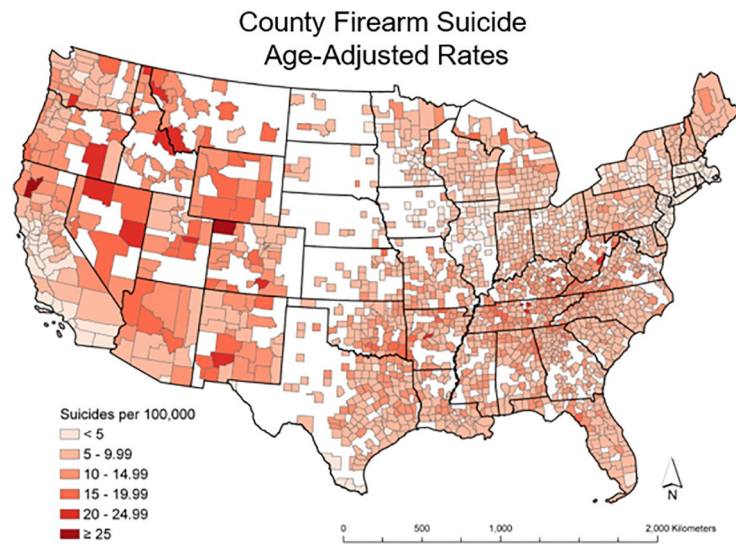 County Firearm Suicide
Age-Adjusted Rates
Suicides per 100,000
< 5
5 - 9.99
10 - 14.99
15 - 19.99
20 - 24.99
≥ 25
N
0 500 1,000 2,000 Kilometers